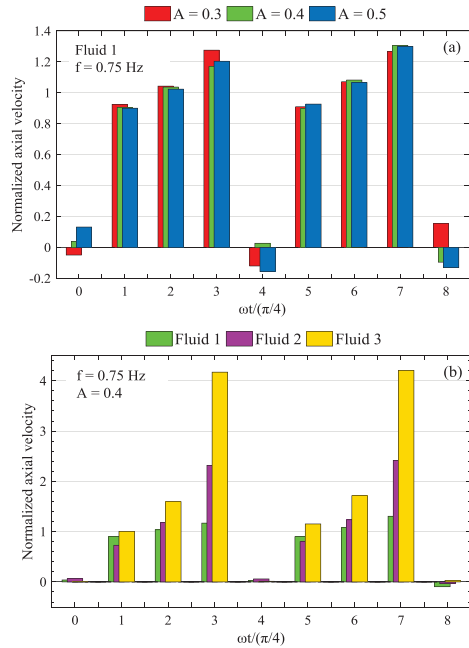 A = 0.3 A = 0.4 A = 0.5
Fluid 1
f = 0.75 Hz
(a)
Normalized axial velocity
1.4
1.2
1
0.8
0.6
0.4
0.2
0
-0.2
0 1 2 3 4 5 6 7 8
ωt/(π/4)
Fluid 1 Fluid 2 Fluid 3
f = 0.75 Hz
A = 0.4
(b)
Normalized axial velocity
4
3
2
1
0
0 1 2 3 4 5 6 7 8
ωt/(π/4)